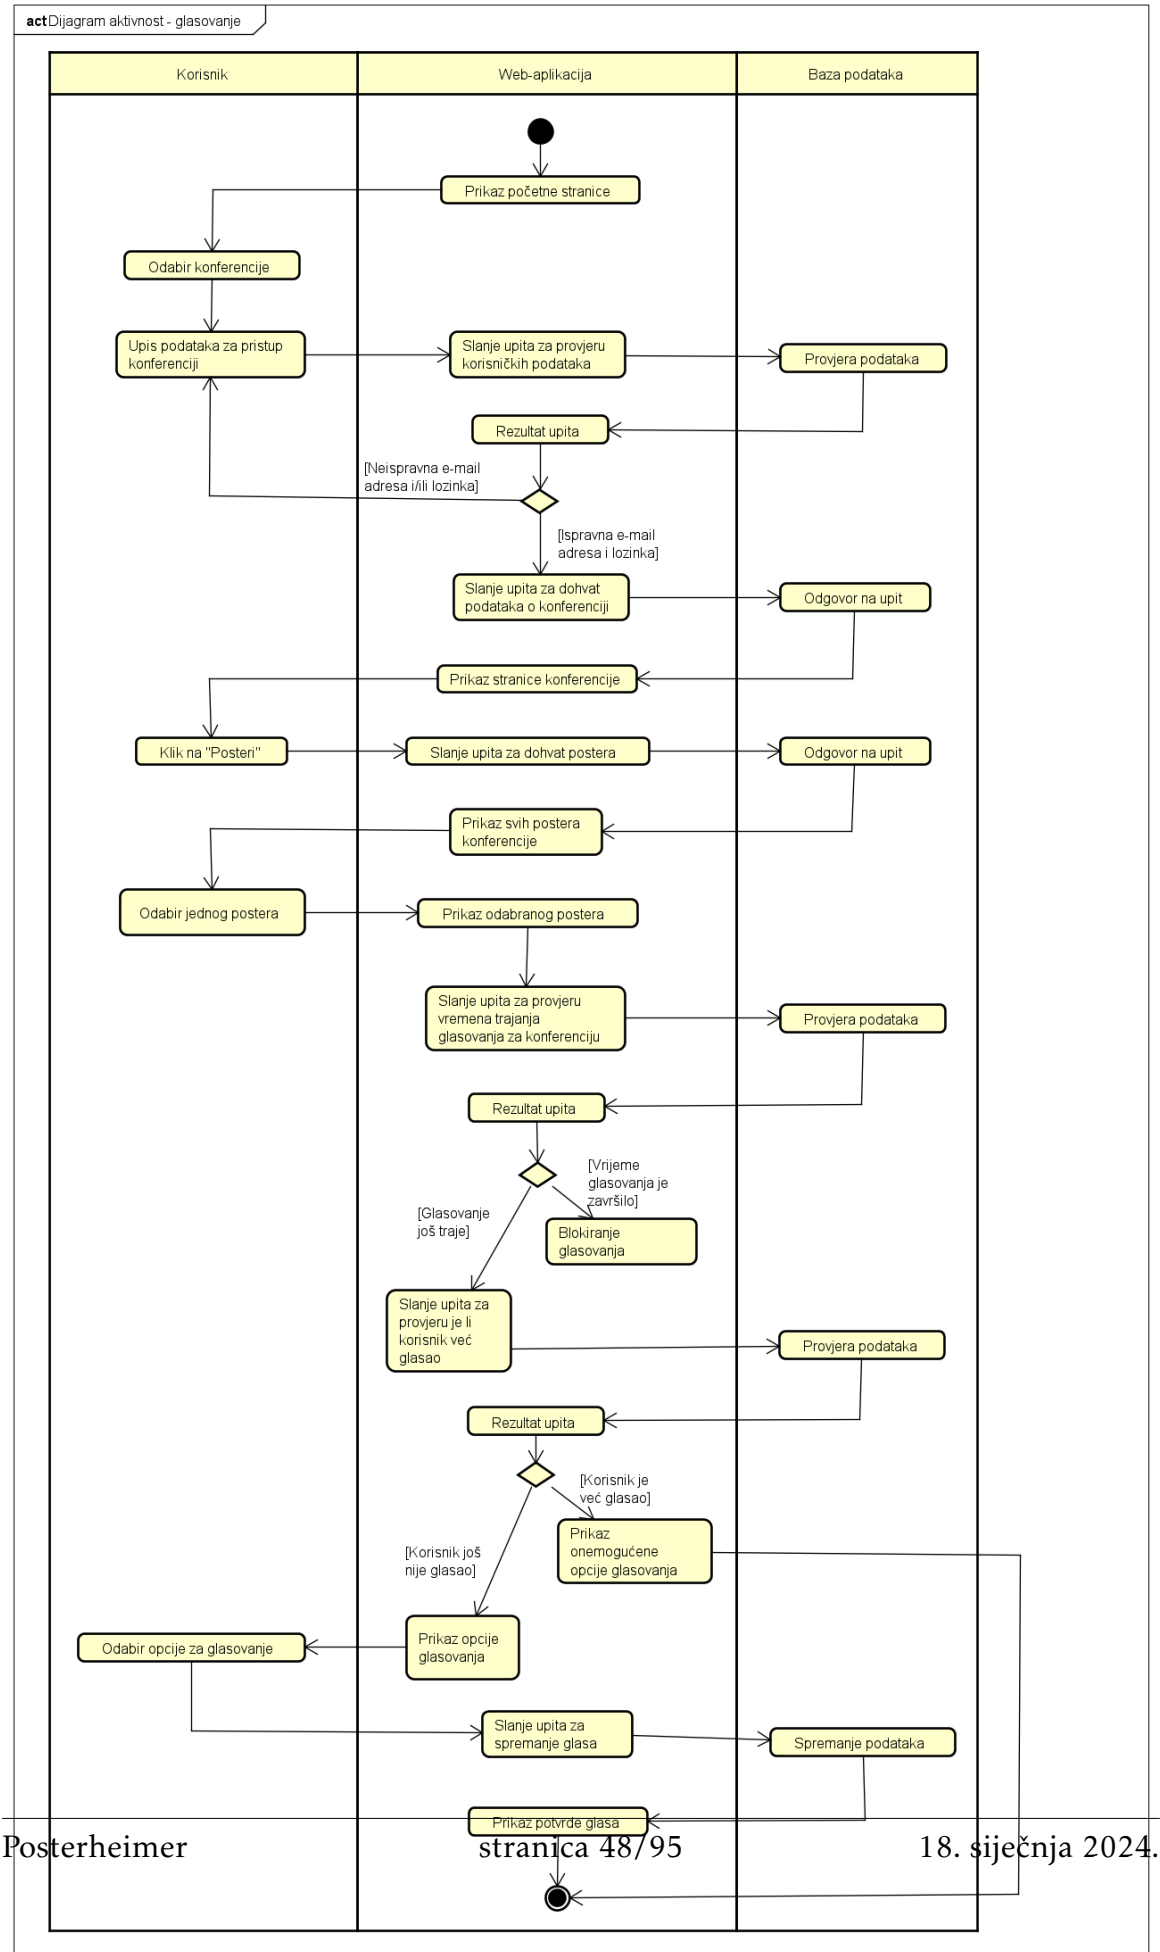 act Dijagram aktivnost - glasovanje
Korisnik
Web-aplikacija
Baza podataka
Prikaz početne stranice
Odabir konferencije
Upis podataka za pristup
konferenciji
Slanje upita za provjeru
korisničkih podataka
Provjera podataka
Rezultat upita
[Neispravna e-mail
adresa i/ili lozinka]
[Ispravna e-mail
adresa i lozinka]
Slanje upita za dohvat
podataka o konferenciji
Odgovor na upit
Prikaz stranice konferencije
Klik na "Posteri"
Slanje upita za dohvat postera
Odgovor na upit
Prikaz svih postera
konferencije
Odabir jednog postera
Prikaz odabranog postera
Slanje upita za provjeru
vremena trajanja
glasovanja za konferenciju
Provjera podataka
Rezultat upita
[Vrijeme
glasovanja je
završilo]
[Glasovanje
još traje]
Blokiranje
glasovanja
Slanje upita za
provjeru je li
korisnik već
glasao
Provjera podataka
Rezultat upita
[Korisnik je
već glasao]
[Korisnik još
nije glasao]
Prikaz
onemogućene
opcije glasovanja
Prikaz opcije
glasovanja
Odabir opcije za glasovanje
Slanje upita za
spremanje glasa
Spremanje podataka
Prikaz potvrde glasa
Posterheimer
stranica 48/95
18. siječnja 2024.